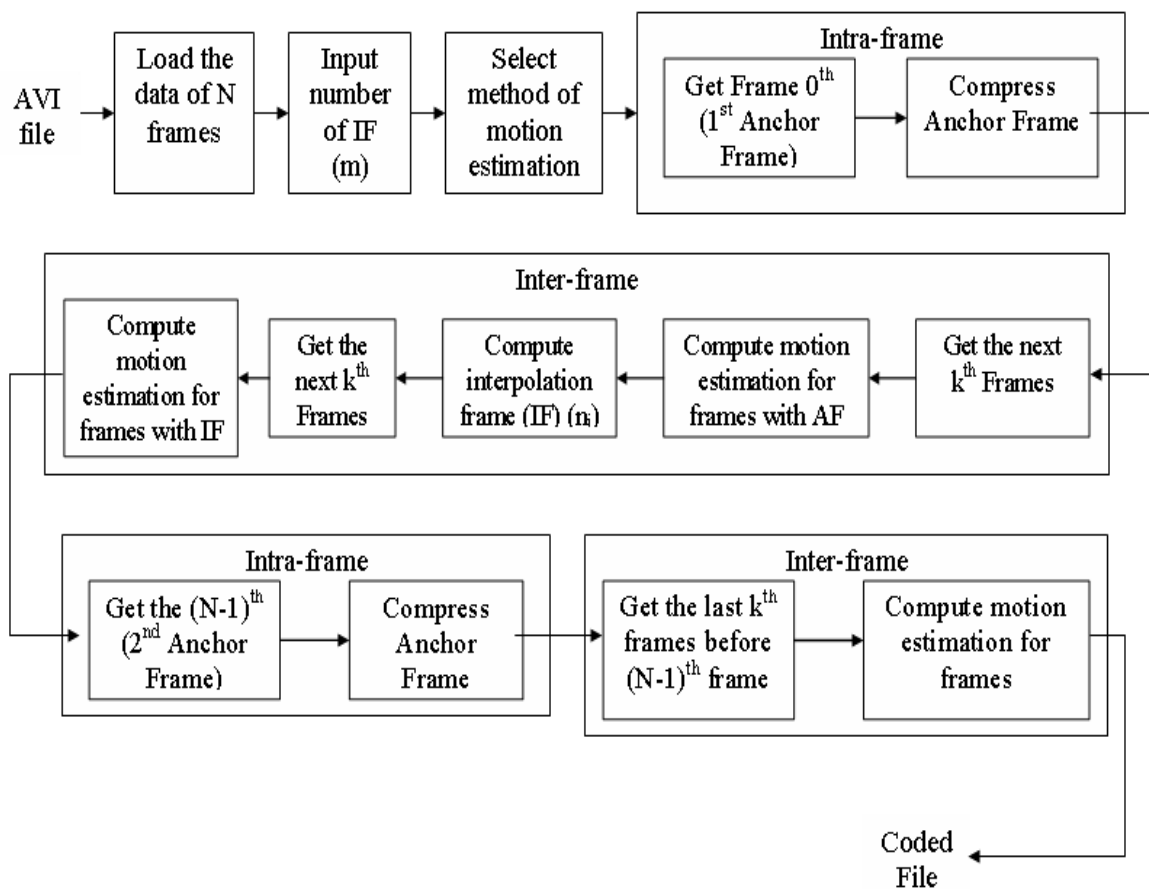 AVI
file
Load the
data of N
frames
Input
number
of IF
(m)
Select
method of
motion
estimation
Intra-frame
Get Frame 0th
(1st Anchor
Frame)
Compress
Anchor Frame
Inter-frame
Get the next
kth Frames
Compute motion
estimation for
frames with AF
Compute
interpolation
frame (IF) (ni)
Get the
next kth
Frames
Compute
motion
estimation for
frames with IF
Intra-frame
Get the (N-1)th
(2nd Anchor
Frame)
Compress
Anchor
Frame
Inter-frame
Get the last kth
frames before
(N-1)th frame
Compute motion
estimation for
frames
Coded
File